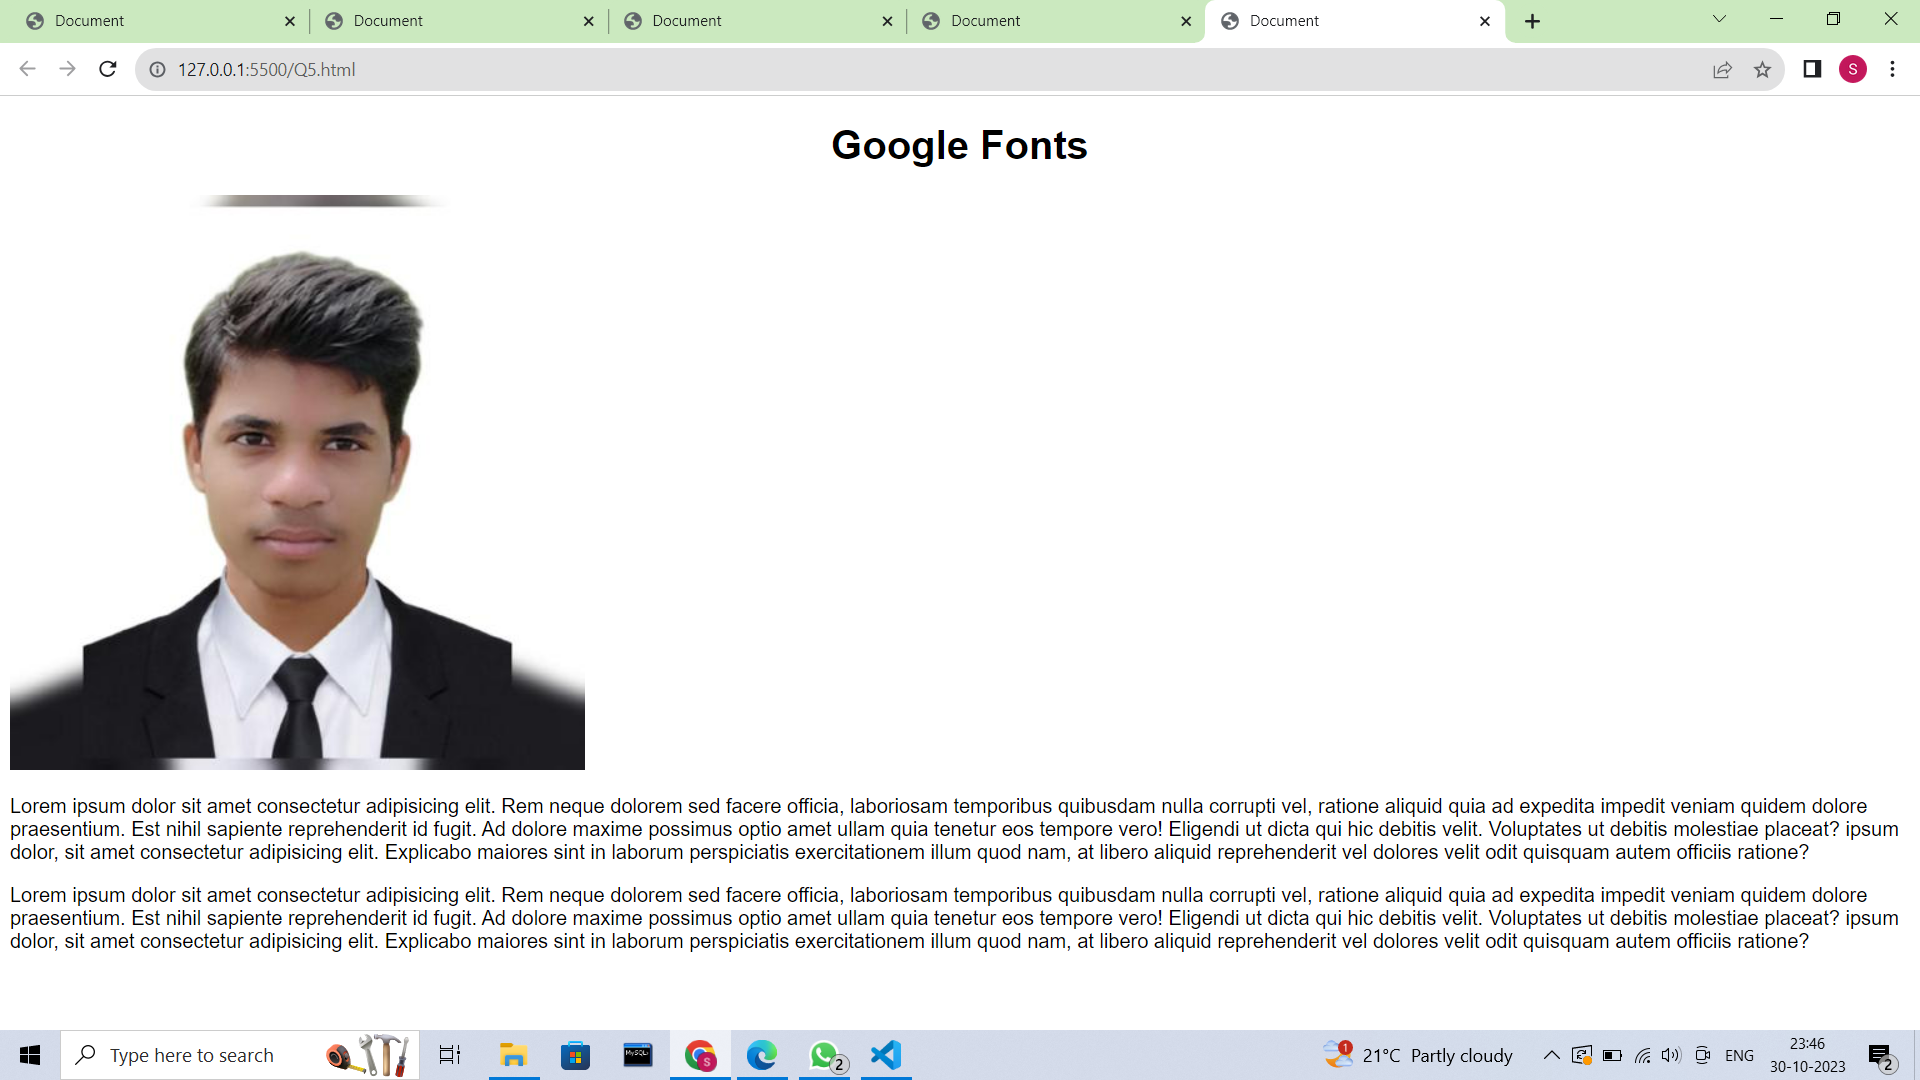 Document
Document
Document
Document
Document
127.0.0.1:5500/Q5.html
S
Google Fonts
Lorem ipsum dolor sit amet consectetur adipisicing elit. Rem neque dolorem sed facere officia, laboriosam temporibus quibusdam nulla corrupti vel, ratione aliquid quia ad expedita impedit veniam quidem dolore
praesentium. Est nihil sapiente reprehenderit id fugit. Ad dolore maxime possimus optio amet ullam quia tenetur eos tempore vero! Eligendi ut dicta qui hic debitis velit. Voluptates ut debitis molestiae placeat? ipsum
dolor, sit amet consectetur adipisicing elit. Explicabo maiores sint in laborum perspiciatis exercitationem illum quod nam, at libero aliquid reprehenderit vel dolores velit odit quisquam autem officiis ratione?
Lorem ipsum dolor sit amet consectetur adipisicing elit. Rem neque dolorem sed facere officia, laboriosam temporibus quibusdam nulla corrupti vel, ratione aliquid quia ad expedita impedit veniam quidem dolore
praesentium. Est nihil sapiente reprehenderit id fugit. Ad dolore maxime possimus optio amet ullam quia tenetur eos tempore vero! Eligendi ut dicta qui hic debitis velit. Voluptates ut debitis molestiae placeat? ipsum
dolor, sit amet consectetur adipisicing elit. Explicabo maiores sint in laborum perspiciatis exercitationem illum quod nam, at libero aliquid reprehenderit vel dolores velit odit quisquam autem officiis ratione?
Type here to search
S
2
1
21°C Partly cloudy
ENG
23:46
30-10-2023
2